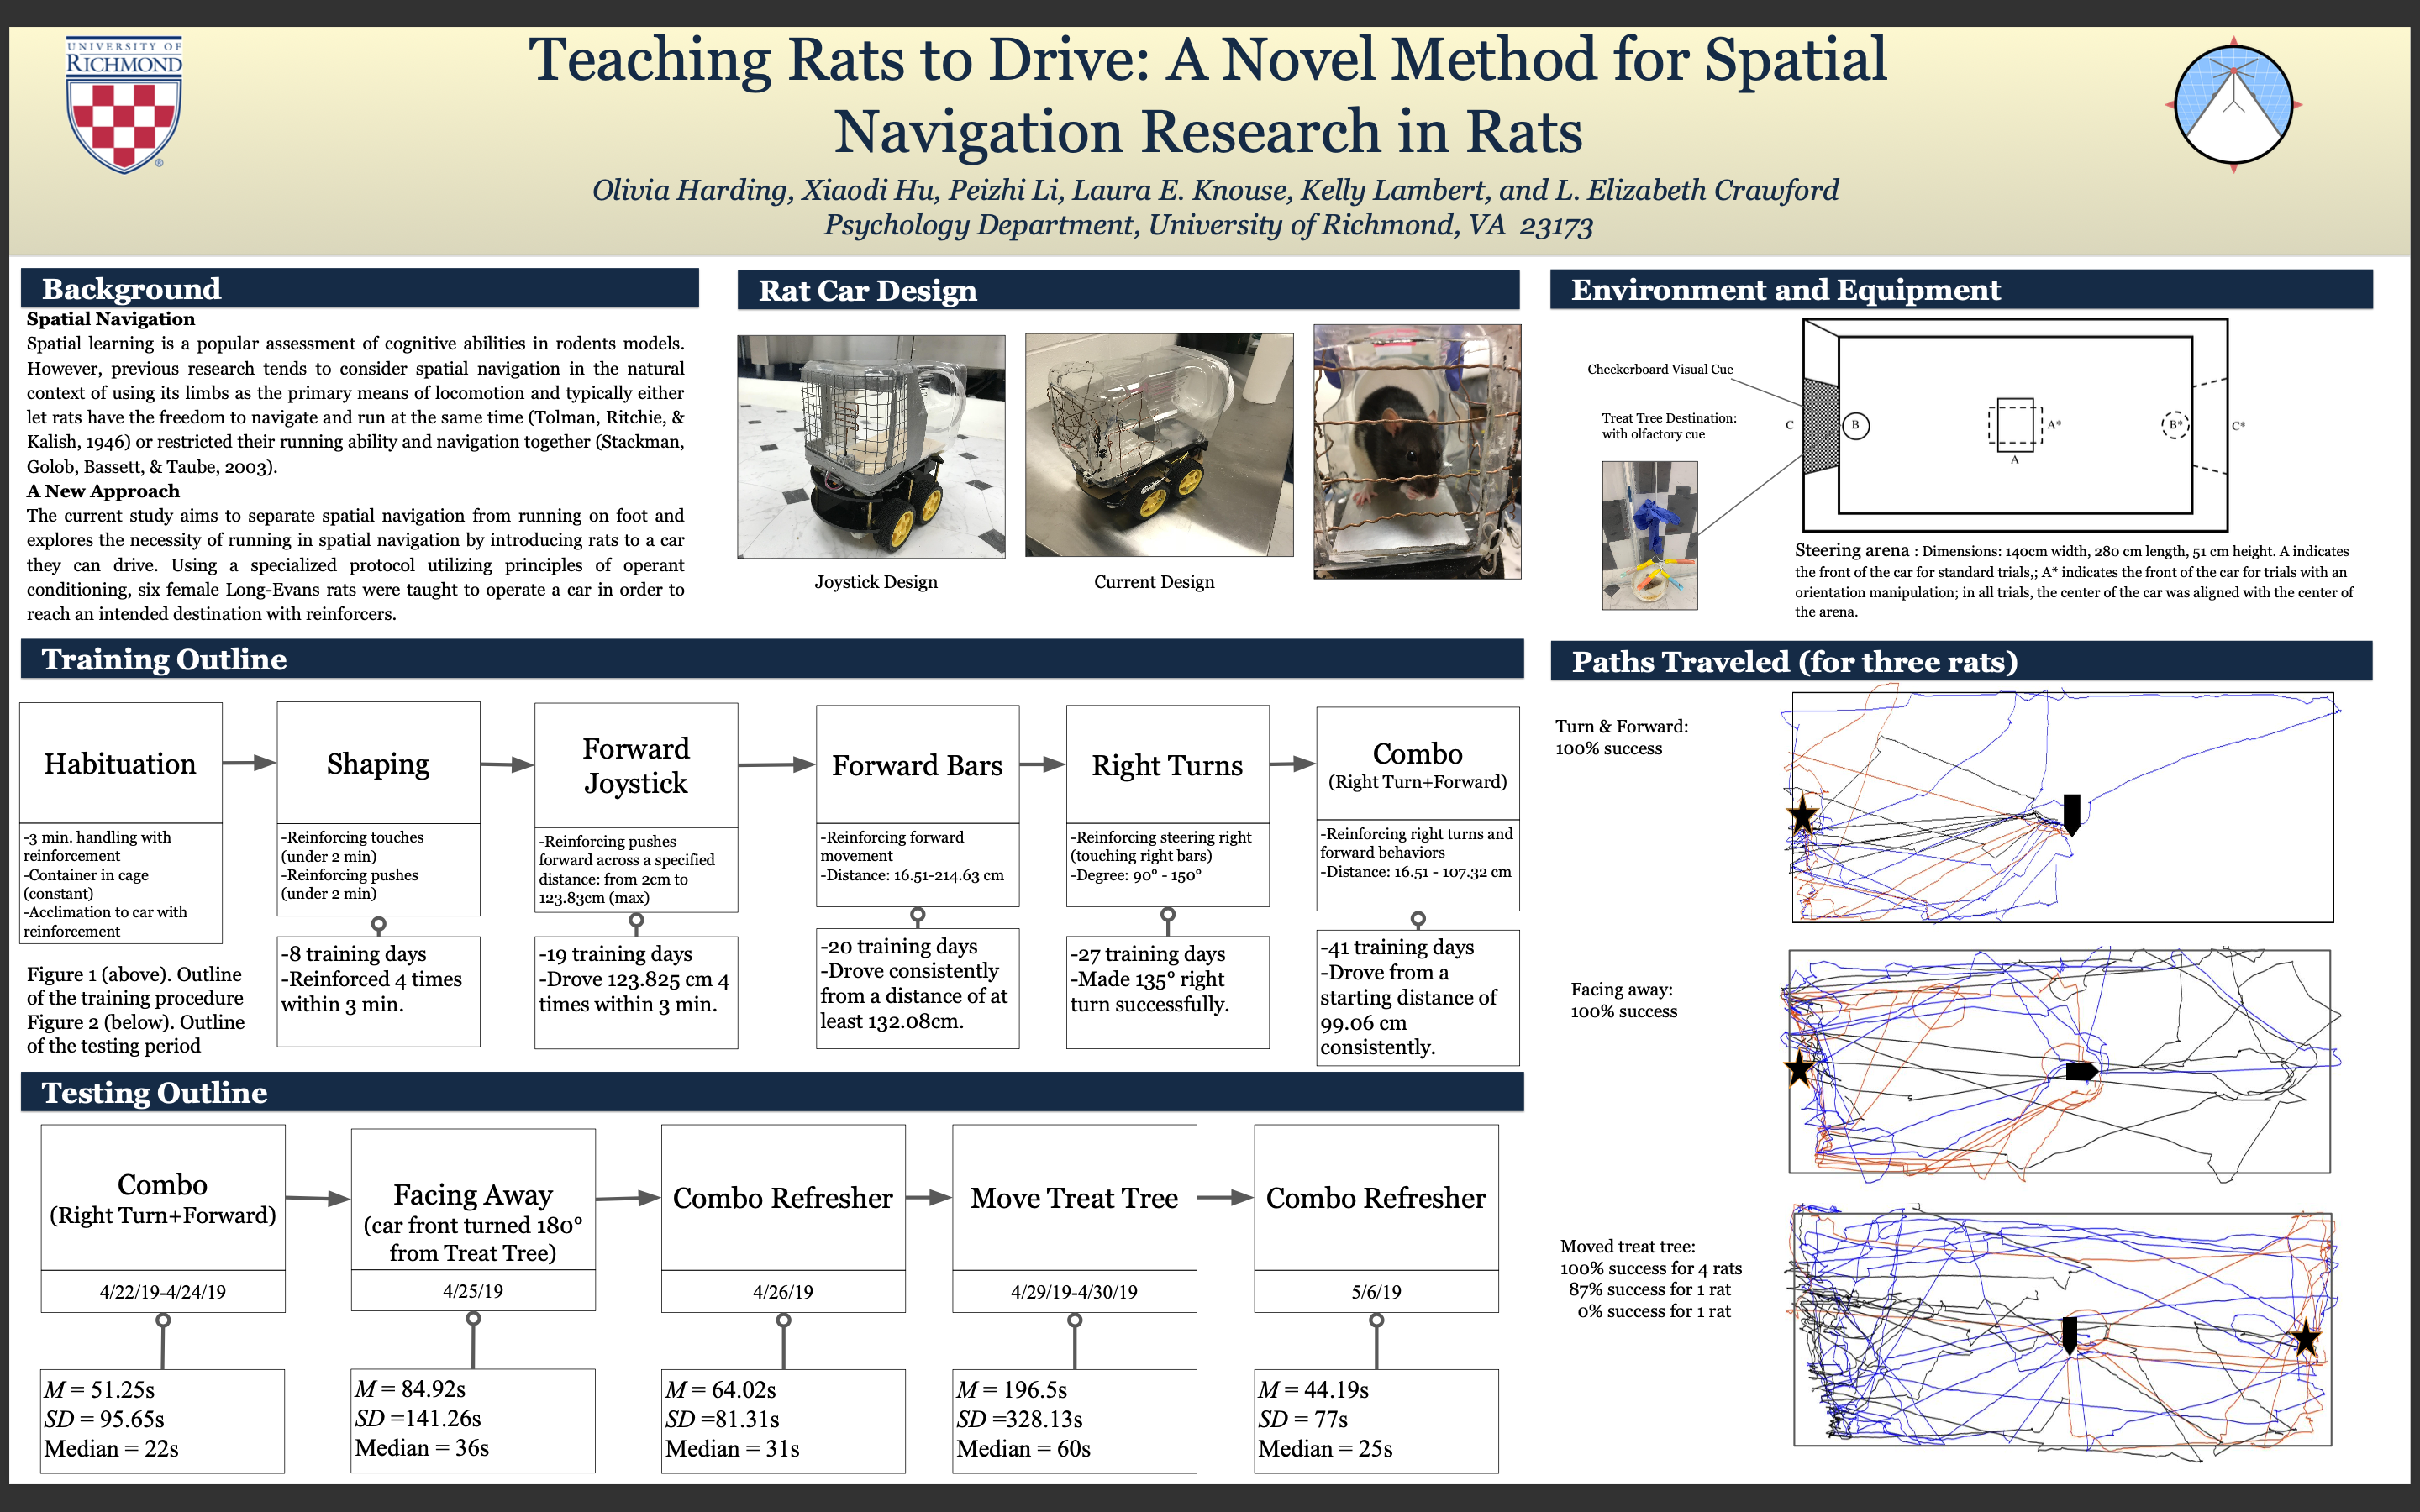 UNIVERSITY OF
RICHMOND
®
Teaching Rats to Drive: A Novel Method for Spatial
Navigation Research in Rats
Olivia Harding, Xiaodi Hu, Peizhi Li, Laura E. Knouse, Kelly Lambert, and L. Elizabeth Crawford
Psychology Department, University of Richmond, VA 23173
Background
Spatial Navigation
Spatial learning is a popular assessment of cognitive abilities in rodents models.
However, previous research tends to consider spatial navigation in the natural
context of using its limbs as the primary means of locomotion and typically either
let rats have the freedom to navigate and run at the same time (Tolman, Ritchie, &
Kalish, 1946) or restricted their running ability and navigation together (Stackman,
Golob, Bassett, & Taube, 2003).
A New Approach
The current study aims to separate spatial navigation from running on foot and
explores the necessity of running in spatial navigation by introducing rats to a car
they can drive. Using a specialized protocol utilizing principles of operant
conditioning, six female Long-Evans rats were taught to operate a car in order to
reach an intended destination with reinforcers.
Rat Car Design
Joystick Design
Current Design
Environment and Equipment
Checkerboard Visual Cue
Treat Tree Destination:
with olfactory cue
C
B
A*
A
B*
C*
Steering arena : Dimensions: 140cm width, 280 cm length, 51 cm height. A indicates
the front of the car for standard trials,; A* indicates the front of the car for trials with an
orientation manipulation; in all trials, the center of the car was aligned with the center of
the arena.
Training Outline
Habituation
-3 min. handling with
reinforcement
-Container in cage
(constant)
-Acclimation to car with
reinforcement
Shaping
-Reinforcing touches
(under 2 min)
-Reinforcing pushes
(under 2 min)
-8 training days
-Reinforced 4 times
within 3 min.
Forward
Joystick
-Reinforcing pushes
forward across a specified
distance: from 2cm to
123.83cm (max)
-19 training days
-Drove 123.825 cm 4
times within 3 min.
Forward Bars
-Reinforcing forward
movement
-Distance: 16.51-214.63 cm
-20 training days
-Drove consistently
from a distance of at
least 132.08cm.
Right Turns
-Reinforcing steering right
(touching right bars)
-Degree: 90° - 150°
-27 training days
-Made 135° right
turn successfully.
Combo
(Right Turn+Forward)
-Reinforcing right turns and
forward behaviors
-Distance: 16.51 - 107.32 cm
-41 training days
-Drove from a
starting distance of
99.06 cm
consistently.
Figure 1 (above). Outline
of the training procedure
Figure 2 (below). Outline
of the testing period
Testing Outline
Combo
(Right Turn+Forward)
4/22/19-4/24/19
M = 51.25s
SD = 95.65s
Median = 22s
Facing Away
(car front turned 180°
from Treat Tree)
4/25/19
M = 84.92s
SD =141.26s
Median = 36s
Combo Refresher
4/26/19
M = 64.02s
SD =81.31s
Median = 31s
Move Treat Tree
4/29/19-4/30/19
M = 196.5s
SD =328.13s
Median = 60s
Combo Refresher
5/6/19
M = 44.19s
SD = 77s
Median = 25s
Paths Traveled (for three rats)
Turn & Forward:
100% success
Facing away:
100% success
Moved treat tree:
100% success for 4 rats
87% success for 1 rat
0% success for 1 rat